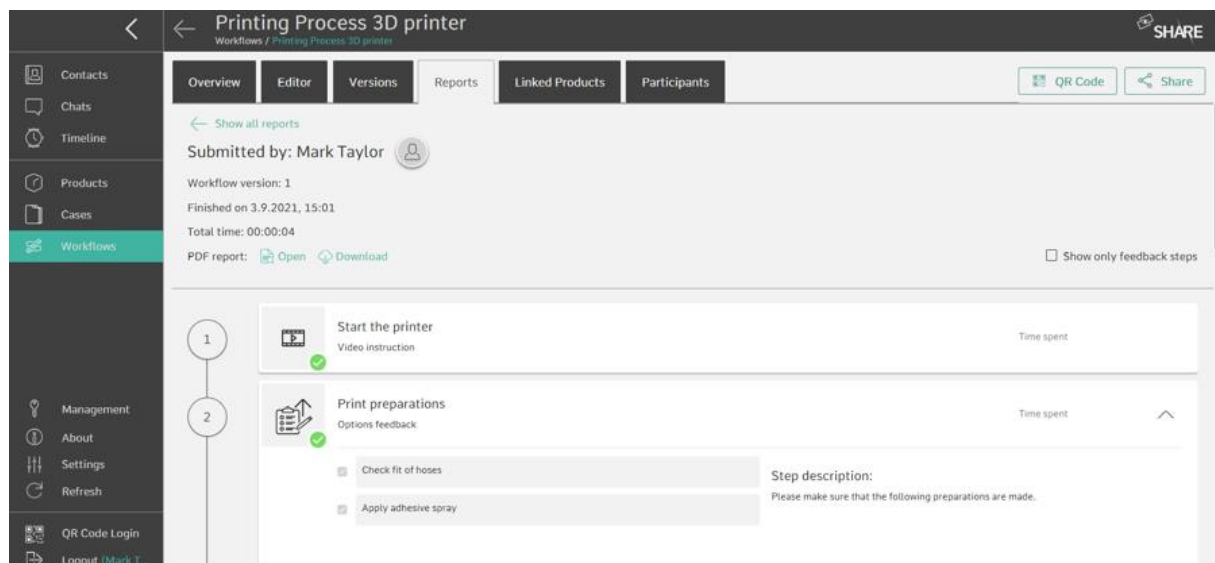 Printing Process 3D printer
Workflows / Printing Process 3D printer
SHARE
Contacts
Chats
Timeline
Products
Cases
Workflows
Management
About
Settings
Refresh
QR Code Login
Logout (Mark T...
Overview
Editor
Versions
Reports
Linked Products
Participants
QR Code
Share
Show all reports
Submitted by: Mark Taylor
Workflow version: 1
Finished on 3.9.2021, 15:01
Total time: 00:00:04
PDF report: Open Download
Show only feedback steps
1
Start the printer
Video instruction
Time spent
2
Print preparations
Options feedback
Time spent
Check fit of hoses
Apply adhesive spray
Step description:
Please make sure that the following preparations are made.